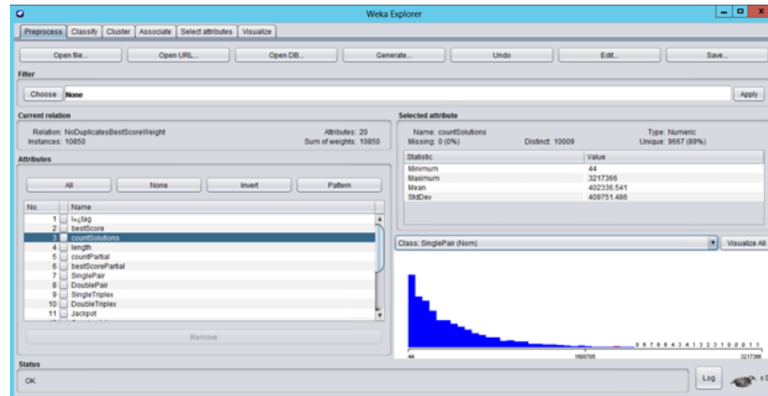 Weka Explorer
Preprocess Classify Cluster Associate Select attributes Visualize
Open file... Open URL... Open DB... Generate... Undo Edit... Save...
Filter
Choose None Apply
Current relation
Relation: NoDuplicatesBestScoreWeight Attributes: 20
Instances: 10850 Sum of weights: 10850
Selected attribute
Name: countSolutions Type: Numeric
Missing: 0 (0%) Distinct: 10009 Unique: 9667 (89%)
Statistic Value
Minimum 44
Maximum 3217366
Mean 402336.541
StdDev 409751.486
Attributes
All None Invert Pattern
No. Name
1 ï»¿tag
2 bestScore
3 countSolutions
4 length
5 countPartial
6 bestScorePartial
7 SinglePair
8 DoublePair
9 SingleTriplex
10 DoubleTriplex
11 Jackpot
Remove
Class: SinglePair (Nom) Visualize All
44 1608705 3217366
Status
OK
Log x 0